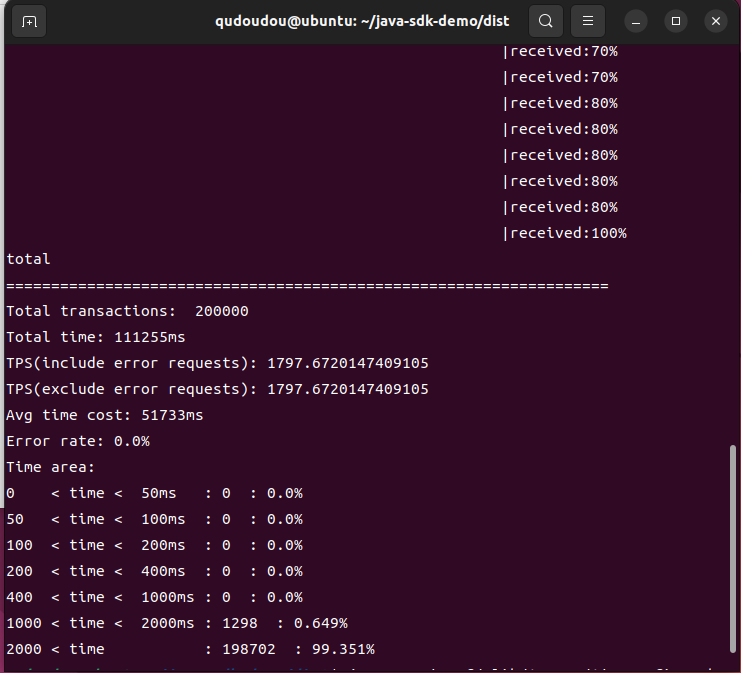 qudoudou@ubuntu: ~/java-sdk-demo/dist
|received:70%
|received:70%
|received:80%
|received:80%
|received:80%
|received:80%
|received:80%
|received:100%
total
===================================================================
Total transactions:  200000
Total time: 111255ms
TPS(include error requests): 1797.6720147409105
TPS(exclude error requests): 1797.6720147409105
Avg time cost: 51733ms
Error rate: 0.0%
Time area:
0    < time <  50ms   : 0  : 0.0%
50   < time <  100ms  : 0  : 0.0%
100  < time <  200ms  : 0  : 0.0%
200  < time <  400ms  : 0  : 0.0%
400  < time <  1000ms : 0  : 0.0%
1000 < time <  2000ms : 1298  : 0.649%
2000 < time           : 198702  : 99.351%